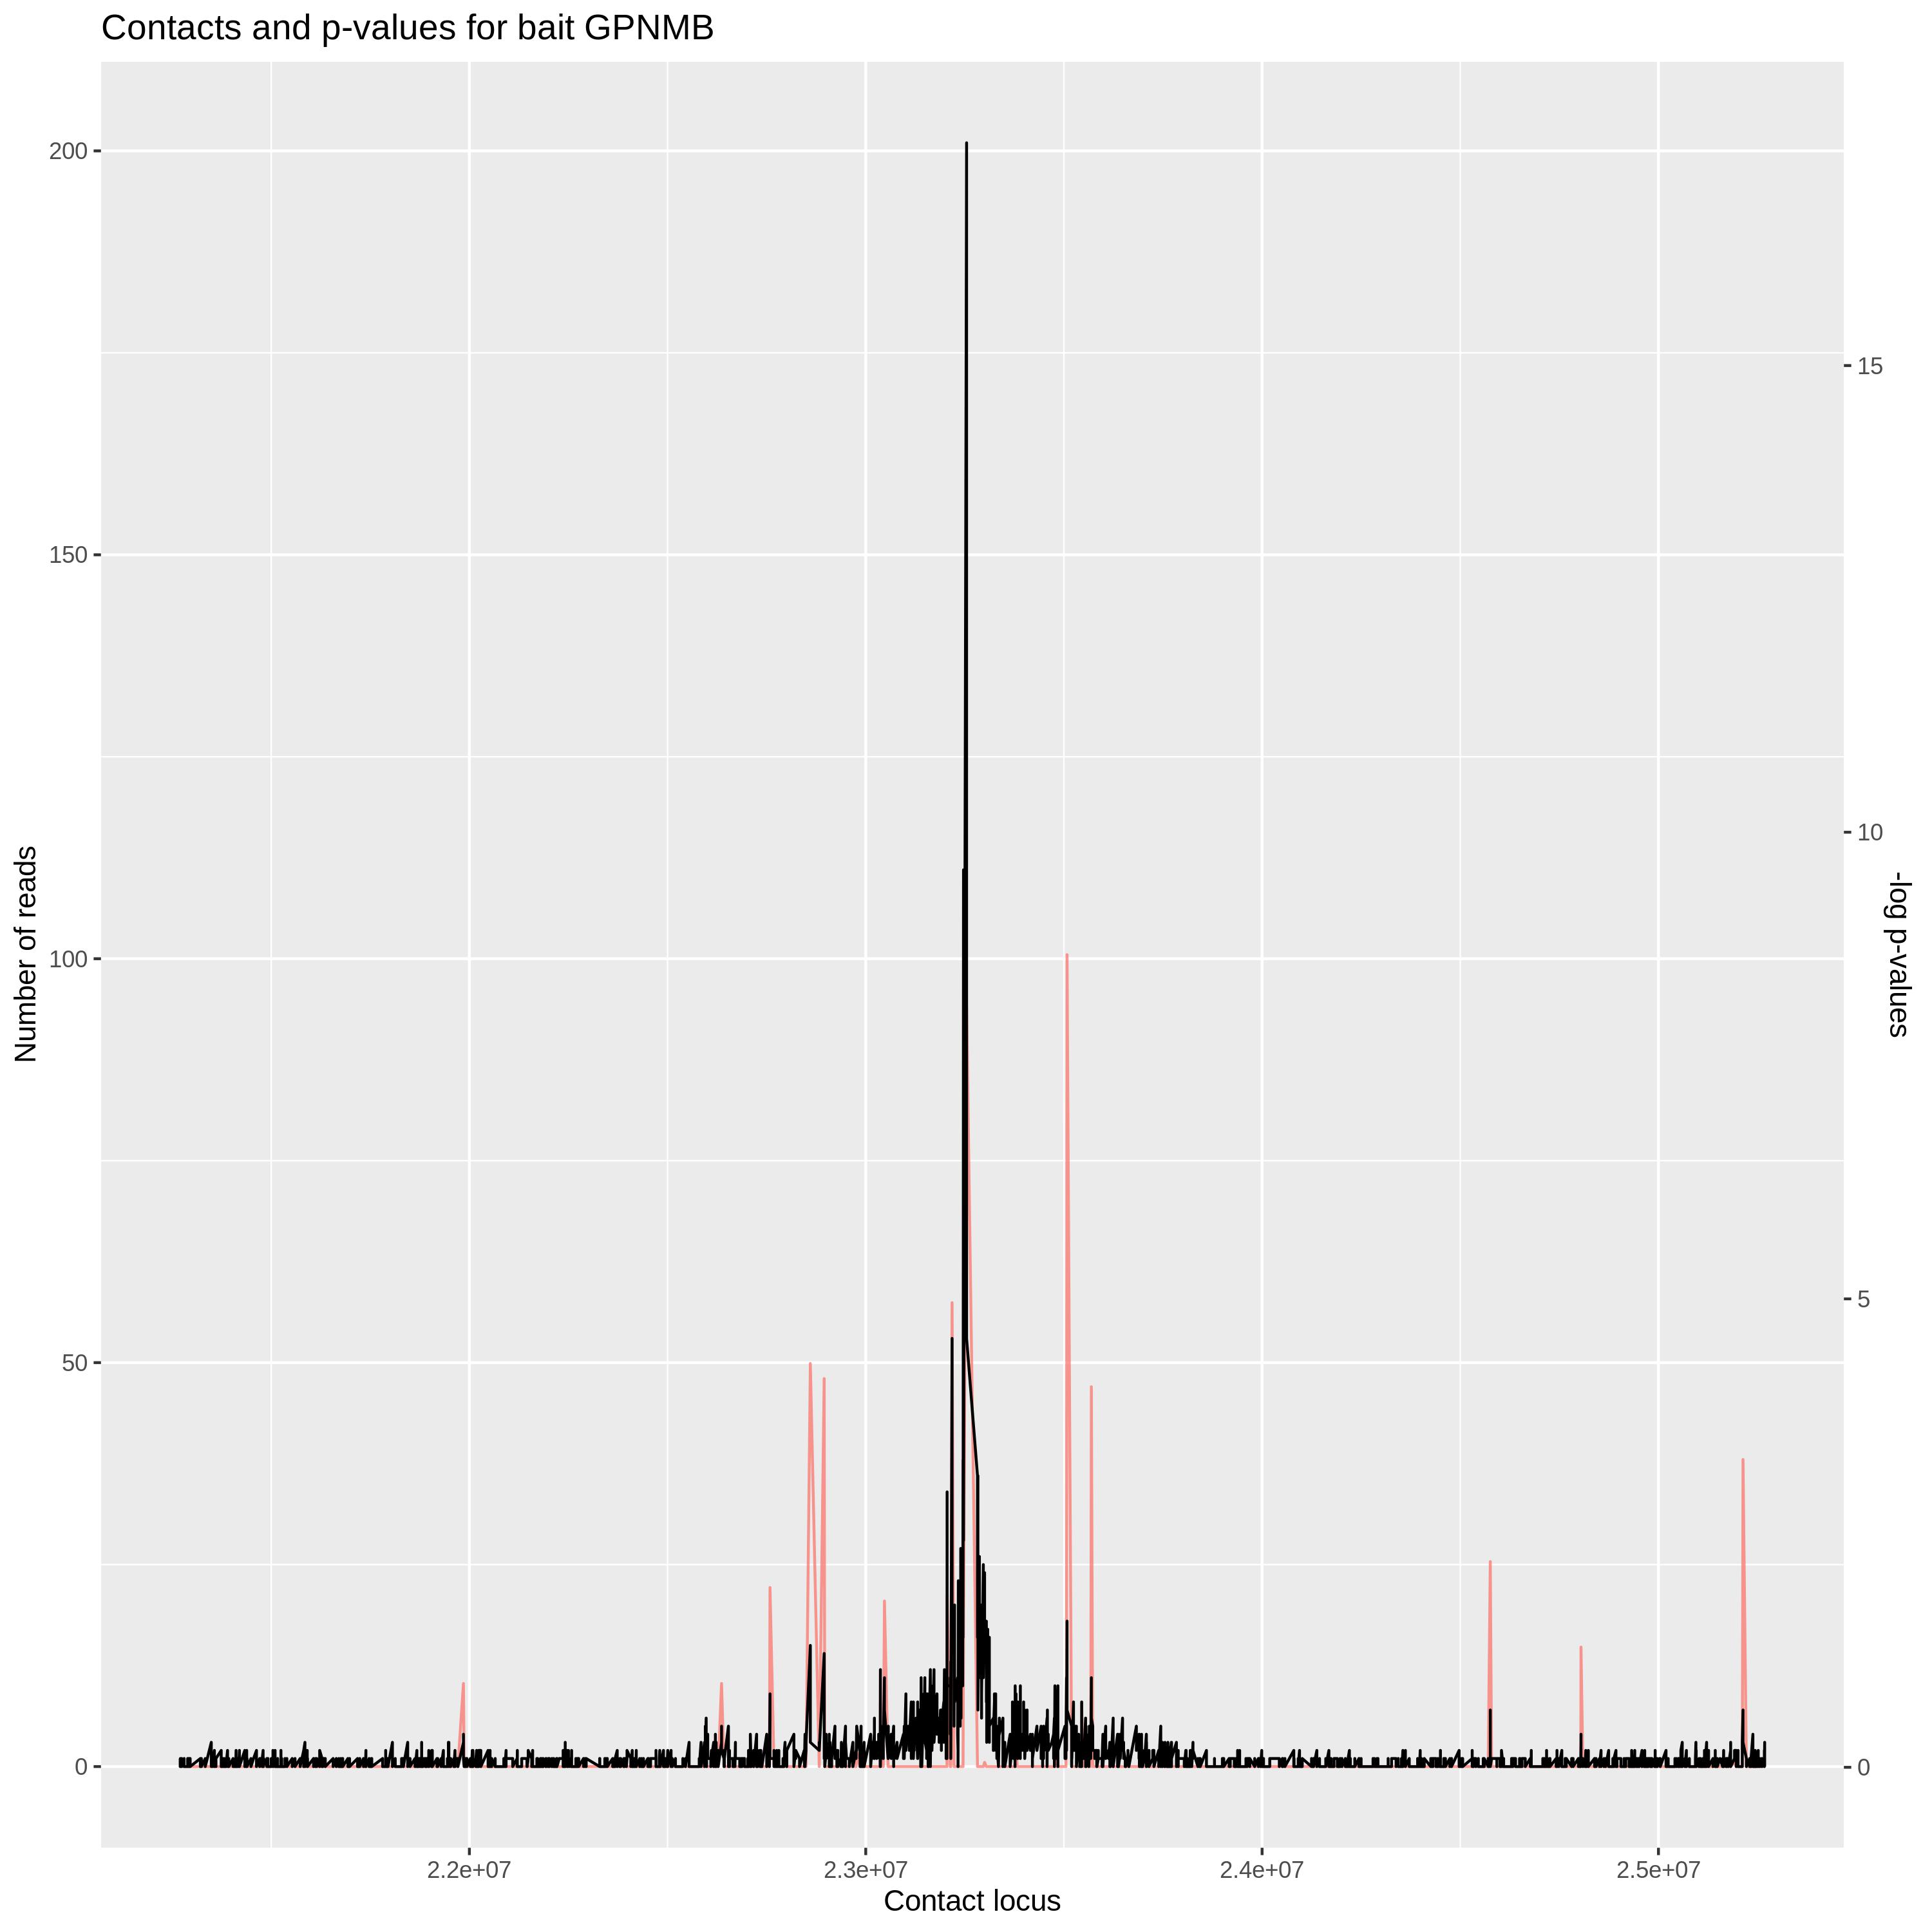 Contacts and p-values for bait GPNMB
200
150
100
50
0
Number of reads
15
10
5
0
-log p-values
2.2e+07
2.3e+07
2.4e+07
2.5e+07
Contact locus